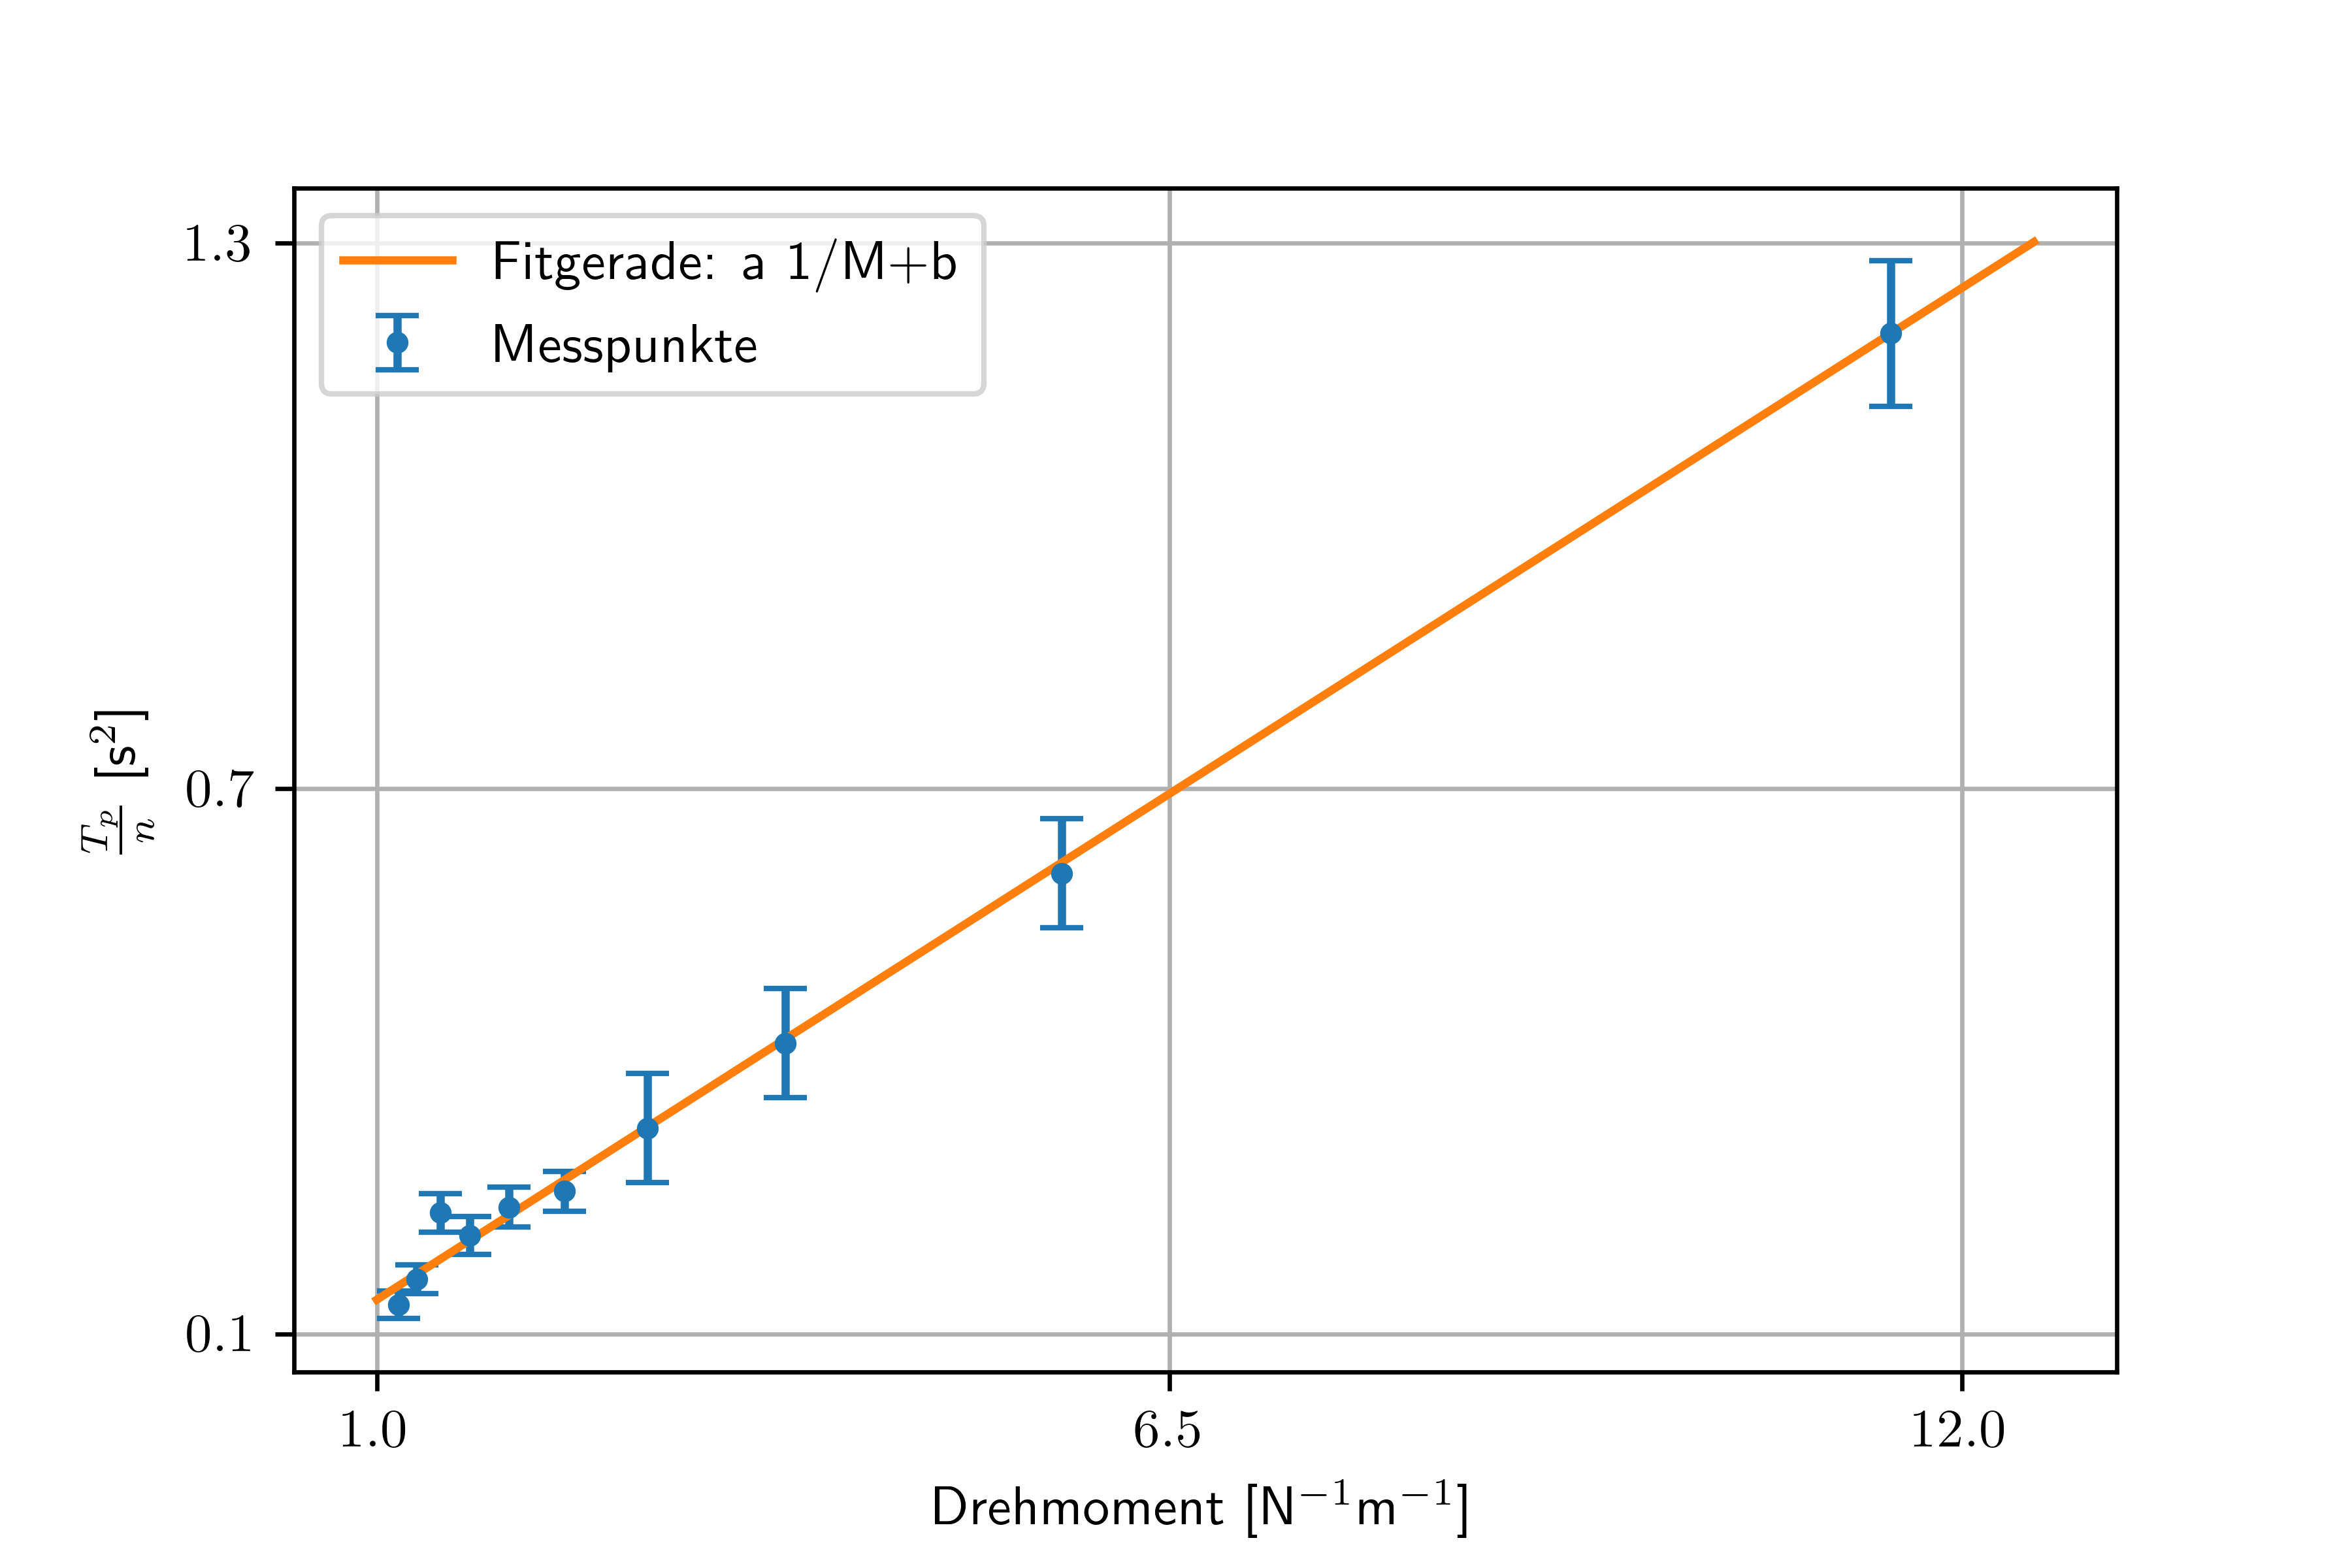 1.3
Fitgerade: a 1/M+b
Messpunkte
0.7
T_p/n [s²]
0.1
1.0 6.5 12.0
Drehmoment [N⁻¹m⁻¹]